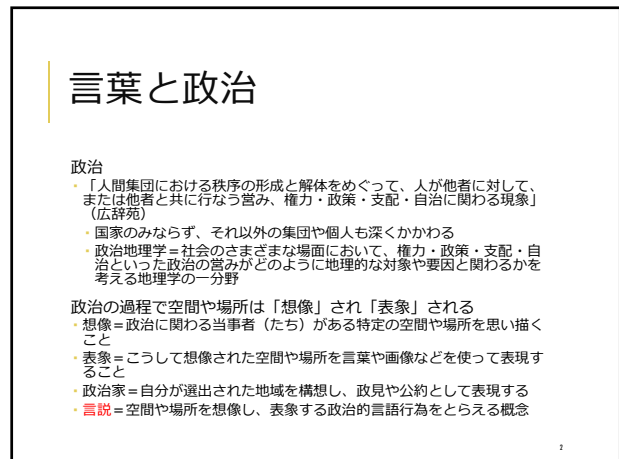 言葉と政治
政治
・「人間集団における秩序の形成と解体をめぐって、人が他者に対して、
または他者と共に行なう営み、権力・政策・支配・自治に関わる現象」
（広辞苑）
・国家のみならず、それ以外の集団や個人も深くかかわる
・政治地理学＝社会のさまざまな場面において、権力・政策・支配・自
治といった政治の営みがどのように地理的な対象や要因と関わるかを
考える地理学の一分野
政治の過程で空間や場所は「想像」され「表象」される
・想像＝政治に関わる当事者（たち）がある特定の空間や場所を思い描く
こと
・表象＝こうして想像された空間や場所を言葉や画像などを使って表現す
ること
・政治家＝自分が選出された地域を構想し、政見や公約として表現する
・言説＝空間や場所を想像し、表象する政治的言語行為をとらえる概念
2